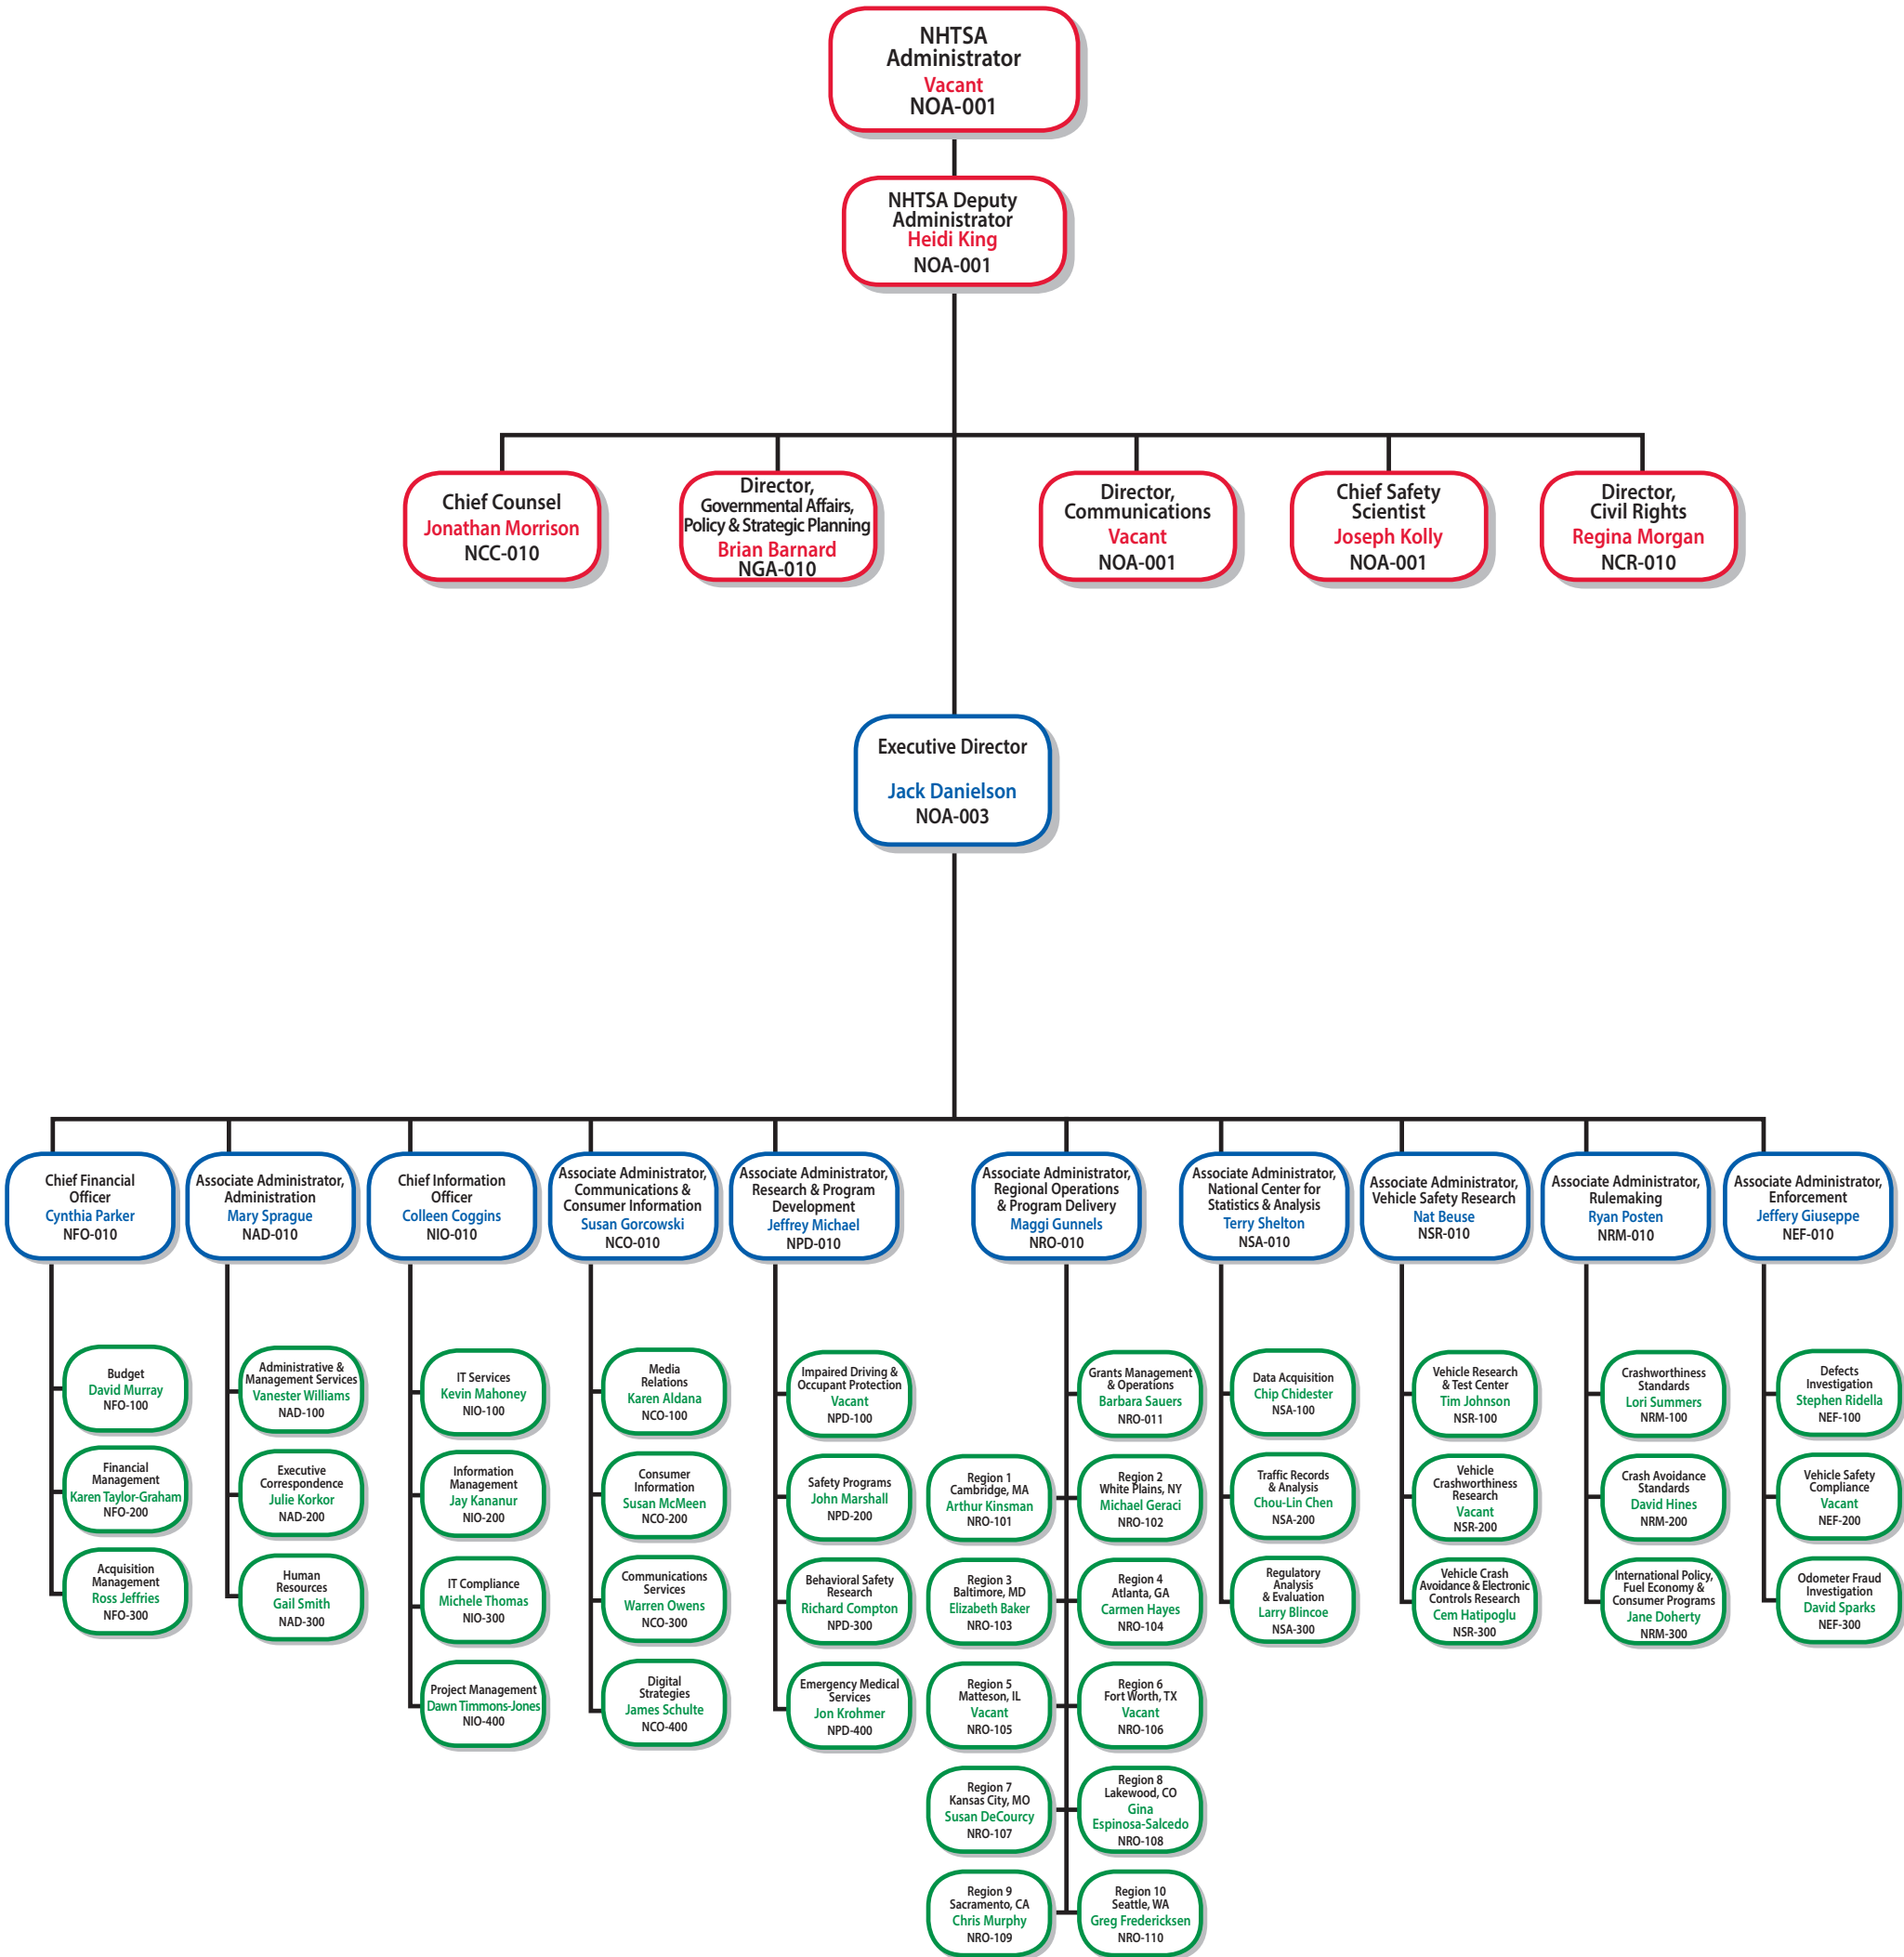 NHTSA
Administrator
Vacant
NOA-001
NHTSA Deputy
Administrator
Heidi King
NOA-001
Chief Counsel
Jonathan Morrison
NCC-010
Director,
Governmental Affairs,
Policy & Strategic Planning
Brian Barnard
NGA-010
Director,
Communications
Vacant
NOA-001
Chief Safety
Scientist
Joseph Kolly
NOA-001
Director,
Civil Rights
Regina Morgan
NCR-010
Executive Director
Jack Danielson
NOA-003
Chief Financial
Officer
Cynthia Parker
NFO-010
Associate Administrator,
Administration
Mary Sprague
NAD-010
Chief Information
Officer
Colleen Coggins
NIO-010
Associate Administrator,
Communications &
Consumer Information
Susan Gorcowski
NCO-010
Associate Administrator,
Research & Program
Development
Jeffrey Michael
NPD-010
Associate Administrator,
Regional Operations
& Program Delivery
Maggi Gunnels
NRO-010
Associate Administrator,
National Center for
Statistics & Analysis
Terry Shelton
NSA-010
Associate Administrator,
Vehicle Safety Research
Nat Beuse
NSR-010
Associate Administrator,
Rulemaking
Ryan Posten
NRM-010
Associate Administrator,
Enforcement
Jeffery Giuseppe
NEF-010
Budget
David Murray
NFO-100
Financial
Management
Karen Taylor-Graham
NFO-200
Acquisition
Management
Ross Jeffries
NFO-300
Administrative &
Management Services
Vanester Williams
NAD-100
Executive
Correspondence
Julie Korkor
NAD-200
Human
Resources
Gail Smith
NAD-300
IT Services
Kevin Mahoney
NIO-100
Information
Management
Jay Kananur
NIO-200
IT Compliance
Michele Thomas
NIO-300
Project Management
Dawn Timmons-Jones
NIO-400
Media
Relations
Karen Aldana
NCO-100
Consumer
Information
Susan McMeen
NCO-200
Communications
Services
Warren Owens
NCO-300
Digital
Strategies
James Schulte
NCO-400
Impaired Driving &
Occupant Protection
Vacant
NPD-100
Safety Programs
John Marshall
NPD-200
Behavioral Safety
Research
Richard Compton
NPD-300
Emergency Medical
Services
Jon Krohmer
NPD-400
Grants Management
& Operations
Barbara Sauers
NRO-011
Region 1
Cambridge, MA
Arthur Kinsman
NRO-101
Region 2
White Plains, NY
Michael Geraci
NRO-102
Region 3
Baltimore, MD
Elizabeth Baker
NRO-103
Region 4
Atlanta, GA
Carmen Hayes
NRO-104
Region 5
Matteson, IL
Vacant
NRO-105
Region 6
Fort Worth, TX
Vacant
NRO-106
Region 7
Kansas City, MO
Susan DeCourcy
NRO-107
Region 8
Lakewood, CO
Gina
Espinosa-Salcedo
NRO-108
Region 9
Sacramento, CA
Chris Murphy
NRO-109
Region 10
Seattle, WA
Greg Fredericksen
NRO-110
Data Acquisition
Chip Chidester
NSA-100
Traffic Records
& Analysis
Chou-Lin Chen
NSA-200
Regulatory
Analysis
& Evaluation
Larry Blincoe
NSA-300
Vehicle Research
& Test Center
Tim Johnson
NSR-100
Vehicle
Crashworthiness
Research
Vacant
NSR-200
Vehicle Crash
Avoidance & Electronic
Controls Research
Cem Hatipoglu
NSR-300
Crashworthiness
Standards
Lori Summers
NRM-100
Crash Avoidance
Standards
David Hines
NRM-200
International Policy,
Fuel Economy &
Consumer Programs
Jane Doherty
NRM-300
Defects
Investigation
Stephen Ridella
NEF-100
Vehicle Safety
Compliance
Vacant
NEF-200
Odometer Fraud
Investigation
David Sparks
NEF-300